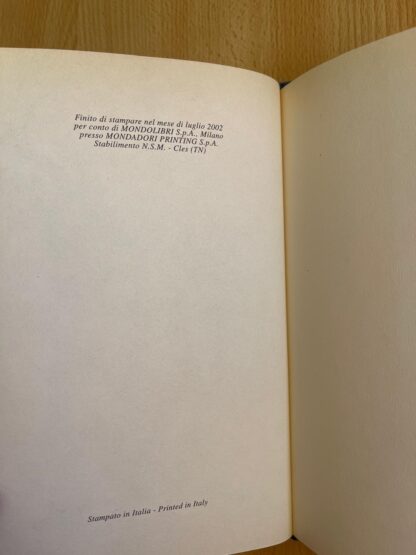 Finito di stampare nel mese di luglio 2002
per conto di MONDOLIBRI S.p.A., Milano
presso MONDADORI PRINTING S.p.A.
Stabilimento N.S.M. - Cles (TN)
Stampato in Italia - Printed in Italy